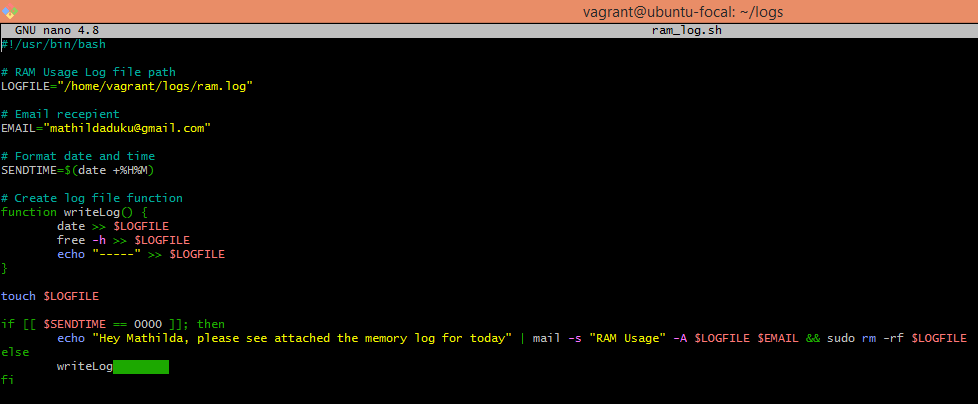 vagrant@ubuntu-focal: ~/logs
GNU nano 4.8 ram_log.sh
#!/usr/bin/bash
# RAM Usage Log file path
LOGFILE="/home/vagrant/logs/ram.log"
# Email recepient
EMAIL="mathildaduku@gmail.com"
# Format date and time
SENDTIME=$(date +%H%M)
# Create log file function
function writeLog() {
        date >> $LOGFILE
        free -h >> $LOGFILE
        echo "-----" >> $LOGFILE
}
touch $LOGFILE
if [[ $SENDTIME == 0000 ]]; then
        echo "Hey Mathilda, please see attached the memory log for today" | mail -s "RAM Usage" -A $LOGFILE $EMAIL && sudo rm -rf $LOGFILE
else
        writeLog
fi